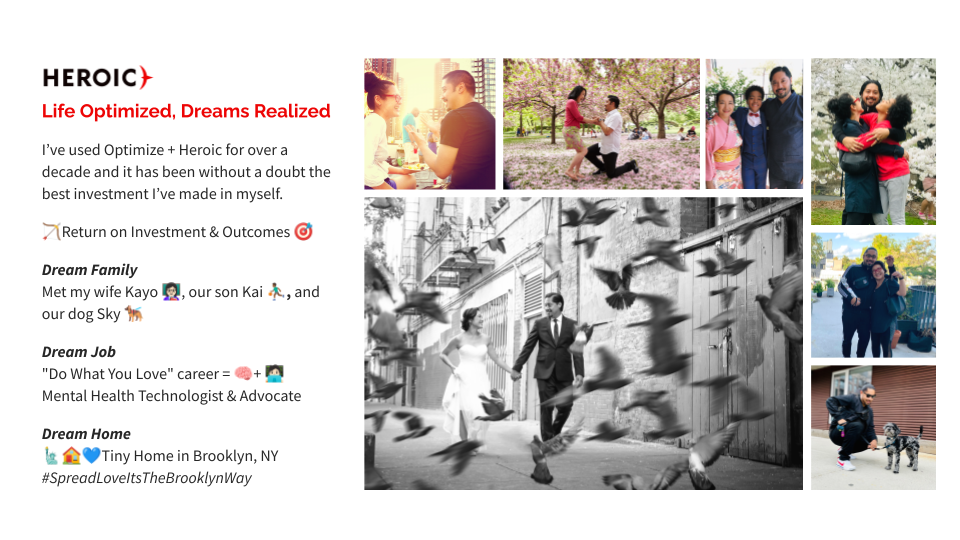 HEROIC
Life Optimized, Dreams Realized
I've used Optimize + Heroic for over a
decade and it has been without a doubt the
best investment I've made in myself.
🏹Return on Investment & Outcomes 🎯
Dream Family
Met my wife Kayo 👩🏻‍🏫, our son Kai ⛹🏽‍♂️, and
our dog Sky 🐕‍🦺
Dream Job
"Do What You Love" career = 🧠+ 🧑🏻‍💻
Mental Health Technologist & Advocate
Dream Home
🗽🏠💙Tiny Home in Brooklyn, NY
#SpreadLoveItsTheBrooklynWay